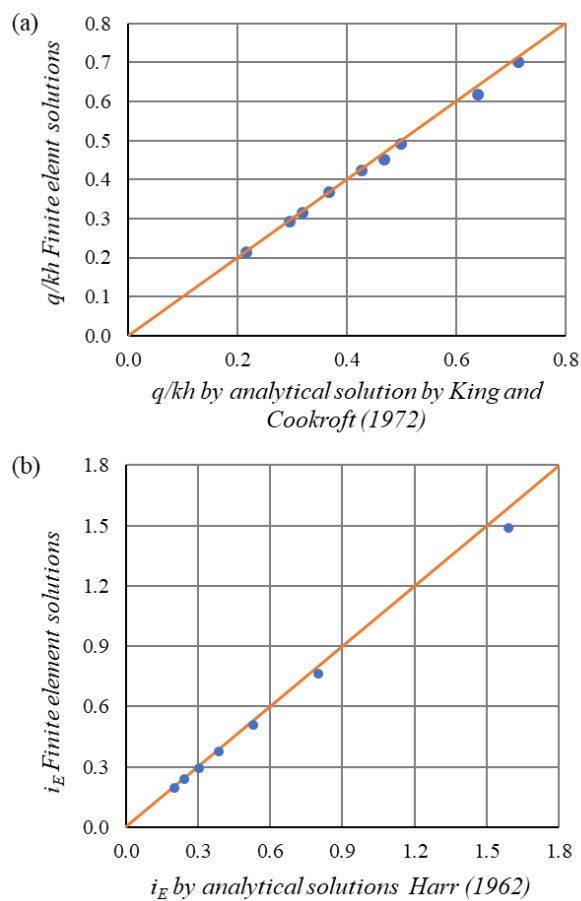 (a)
q/kh Finite elemt solutions
0.8
0.7
0.6
0.5
0.4
0.3
0.2
0.1
0.0
0.0 0.2 0.4 0.6 0.8
q/kh by analytical solution by King and
Cookroft (1972)
(b)
i_E Finite element solutions
1.8
1.5
1.2
0.9
0.6
0.3
0.0
0.0 0.3 0.6 0.9 1.2 1.5 1.8
i_E by analytical solutions Harr (1962)